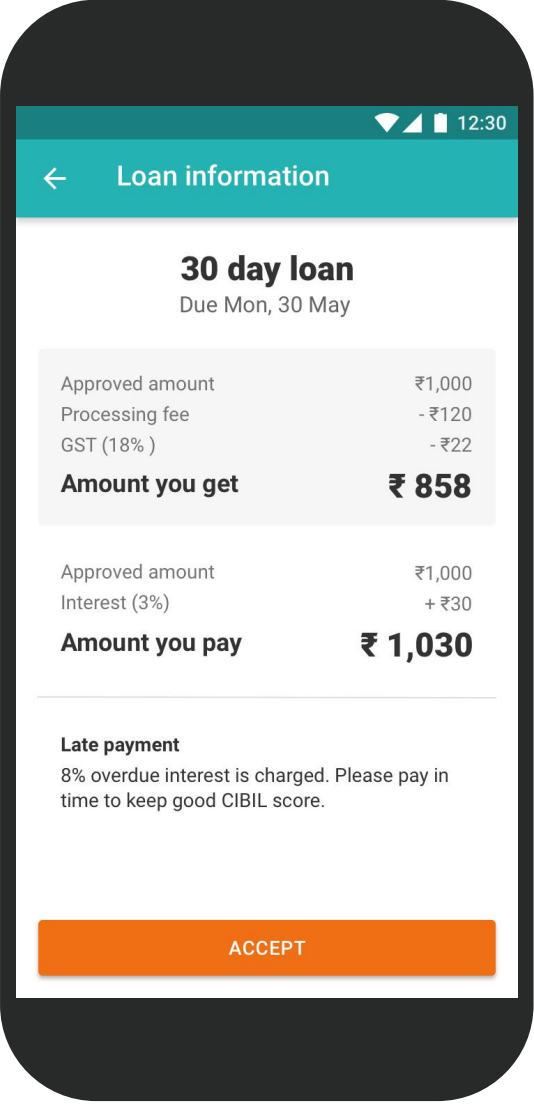 12:30
Loan information
30 day loan
Due Mon, 30 May
Approved amount ₹1,000
Processing fee - ₹120
GST (18% ) - ₹22
Amount you get ₹ 858
Approved amount ₹1,000
Interest (3%) + ₹30
Amount you pay ₹ 1,030
Late payment
8% overdue interest is charged. Please pay in
time to keep good CIBIL score.
ACCEPT